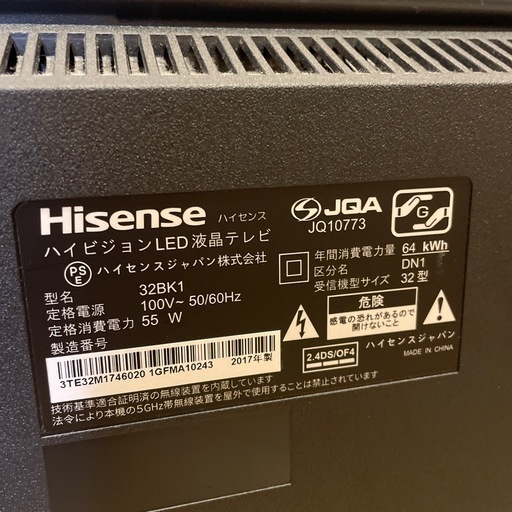 Hisense ハイセンス
ハイビジョンLED液晶テレビ
PSE ハイセンスジャパン株式会社
型名 32BK1
定格電源 100V~ 50/60Hz
定格消費電力 55 W
製造番号
3TE32M1746020 1GFMA10243 2017年製
技術基準適合証明済の無線装置を内蔵しています
法令により本機の5GHz帯無線装置を屋外で使用することは禁止されています。
JQA
JQ10773
G
年間消費電力量 64 kWh
区分名 DN1
受信機型サイズ 32 型
危険
感電の恐れがあるので
開けないこと
2.4DS/OF4
ハイセンスジャパン
MADE IN CHINA